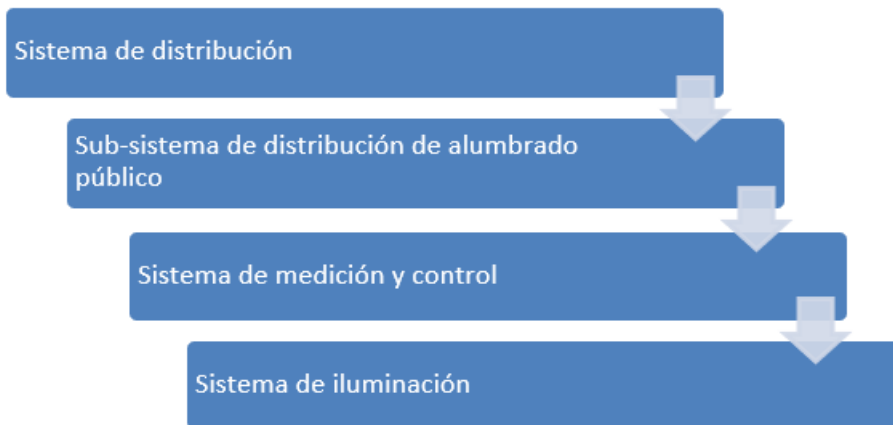 Sistema de distribución
Sub-sistema de distribución de alumbrado
público
Sistema de medición y control
Sistema de iluminación